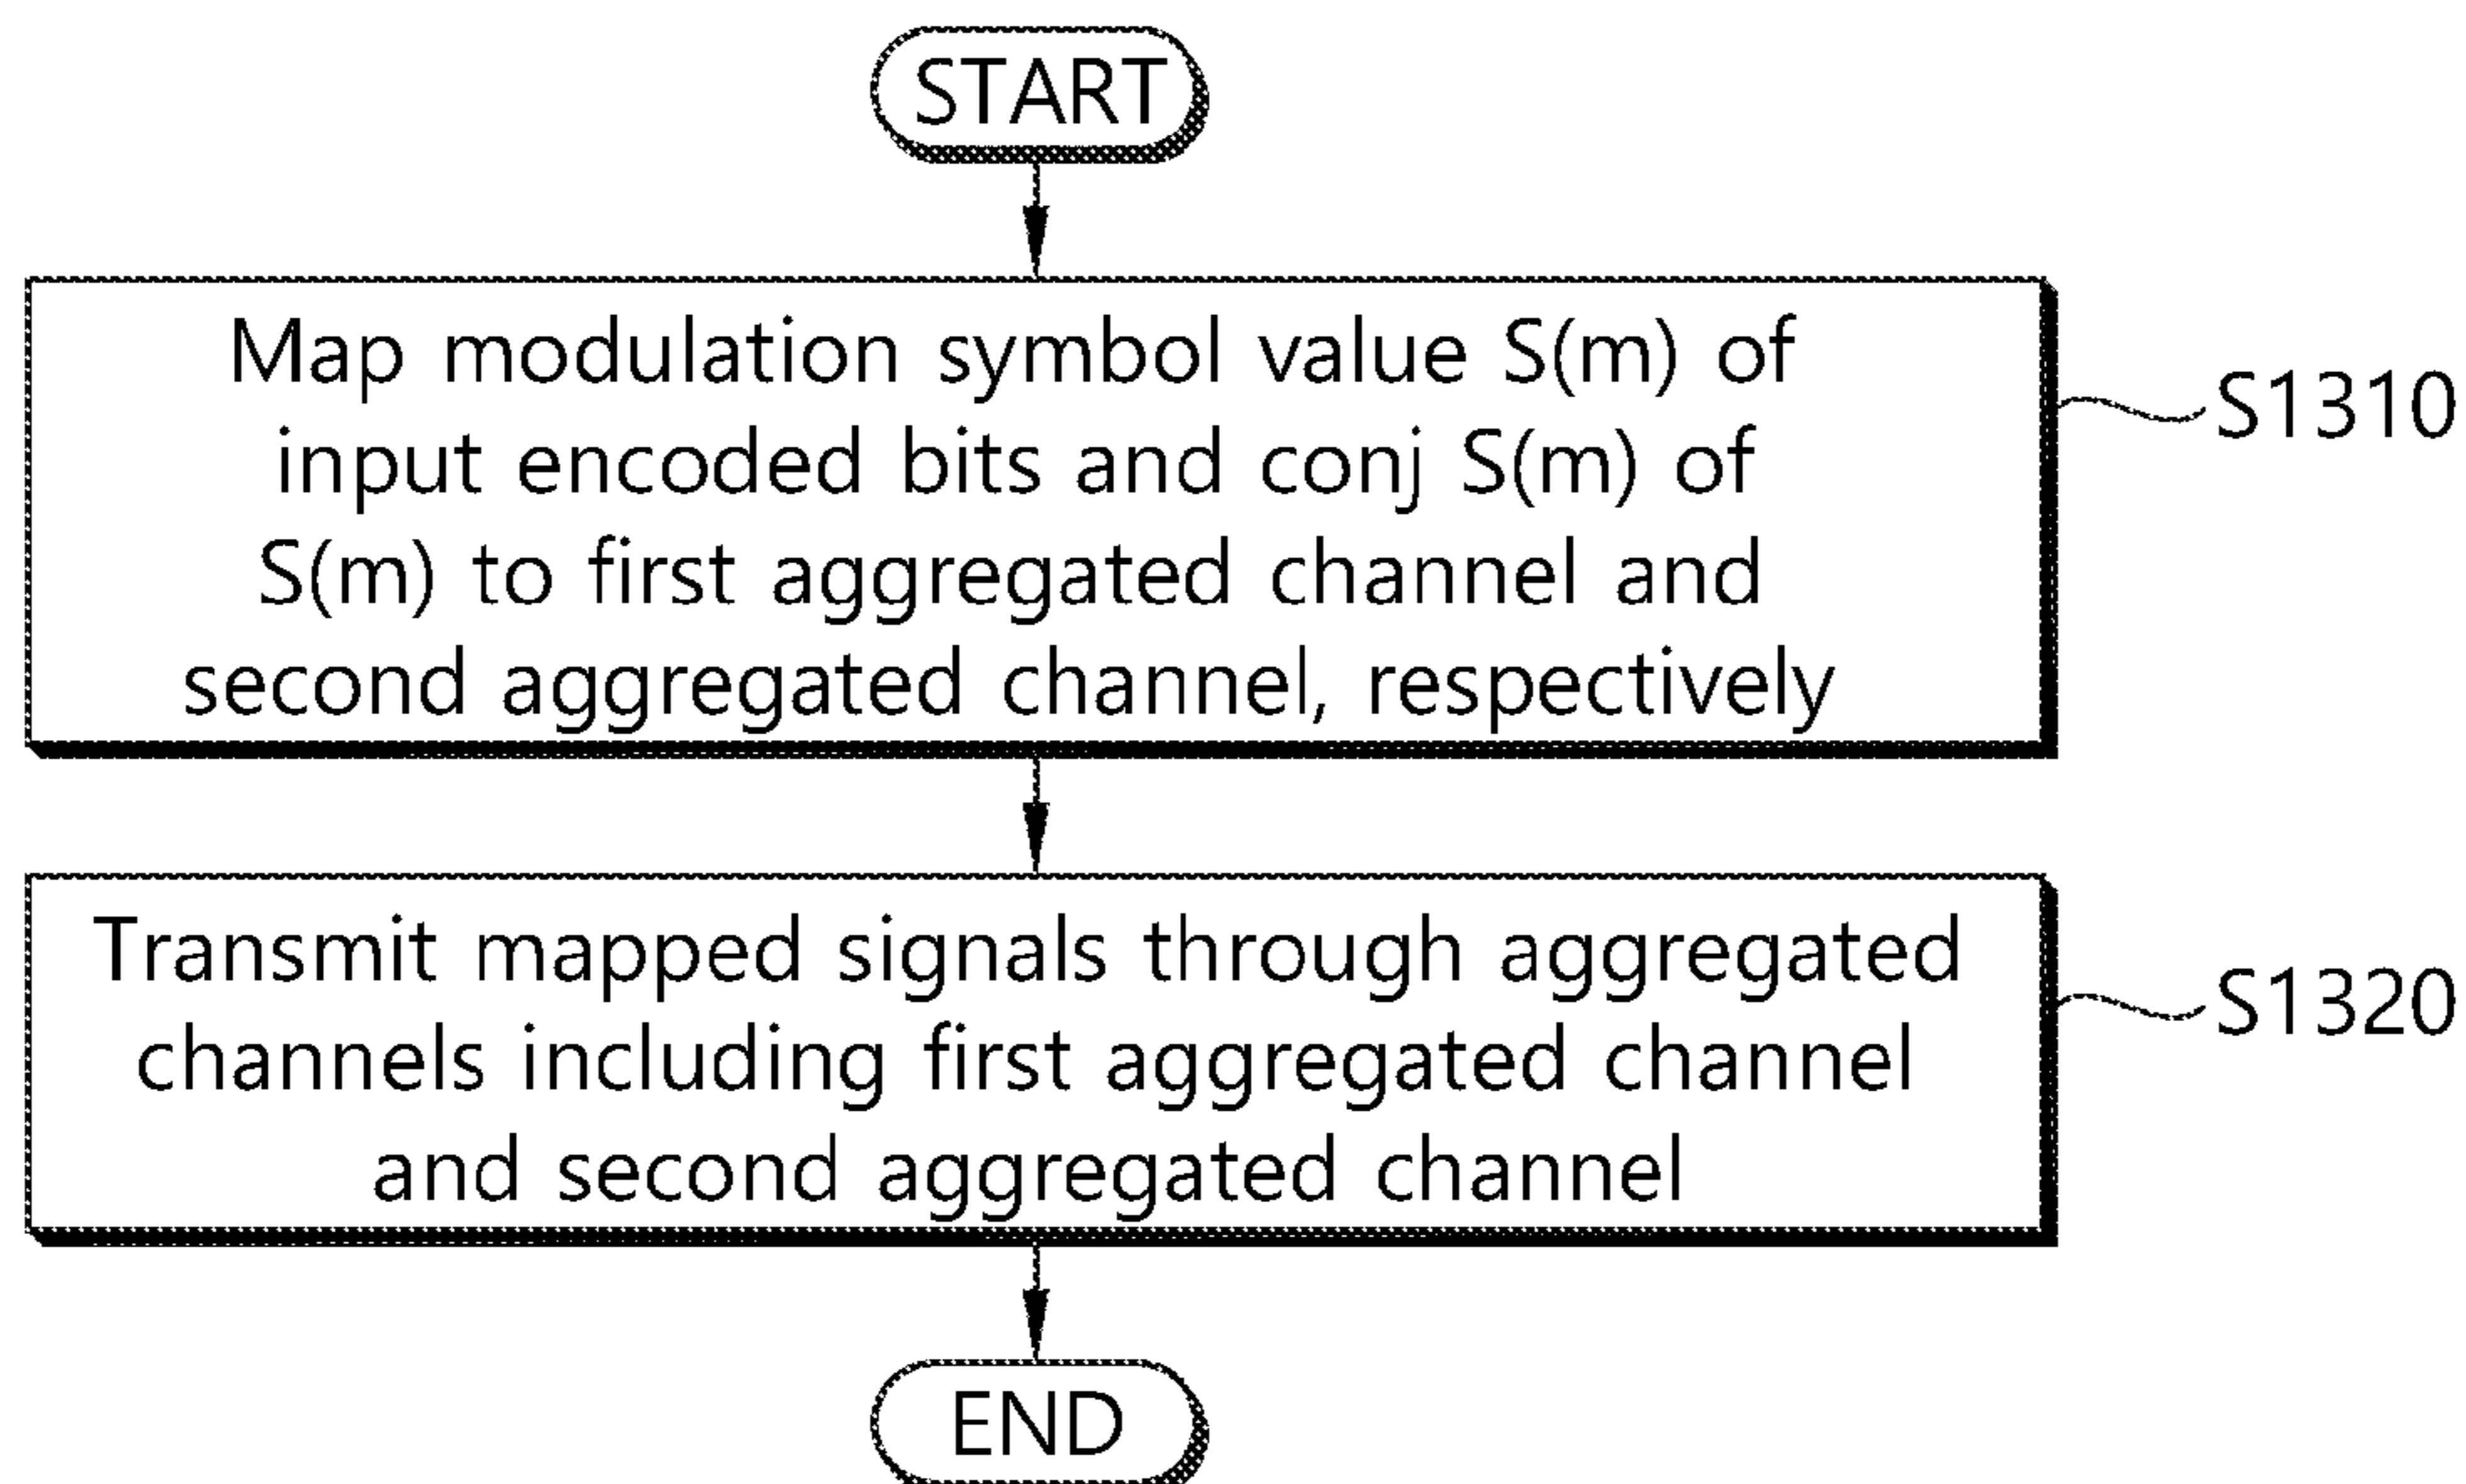 START
Map modulation symbol value S(m) of
input encoded bits and conj S(m) of
S(m) to first aggregated channel and
second aggregated channel, respectively
S1310
Transmit mapped signals through aggregated
channels including first aggregated channel
and second aggregated channel
S1320
END